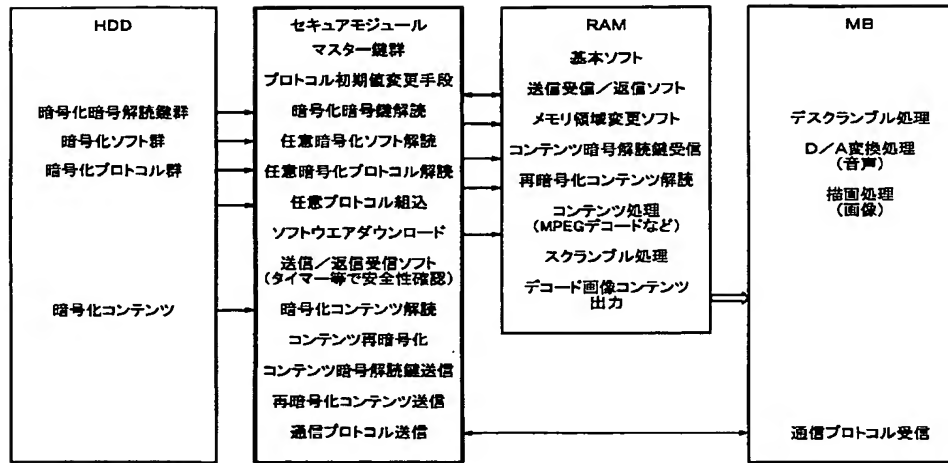 HDD
暗号化暗号解読鍵群
暗号化ソフト群
暗号化プロトコル群
暗号化コンテンツ
セキュアモジュール
マスター鍵群
プロトコル初期値変更手段
暗号化暗号鍵解読
任意暗号化ソフト解読
任意暗号化プロトコル解読
任意プロトコル組込
ソフトウエアダウンロード
送信/返信受信ソフト
(タイマー等で安全性確認)
暗号化コンテンツ解読
コンテンツ再暗号化
コンテンツ暗号解読鍵送信
再暗号化コンテンツ送信
通信プロトコル送信
RAM
基本ソフト
送信受信/返信ソフト
メモリ領域変更ソフト
コンテンツ暗号解読鍵受信
再暗号化コンテンツ解読
コンテンツ処理
(MPEGデコードなど)
スクランブル処理
デコード画像コンテンツ
出力
MB
デスクランブル処理
D/A変換処理
(音声)
描画処理
(画像)
通信プロトコル受信